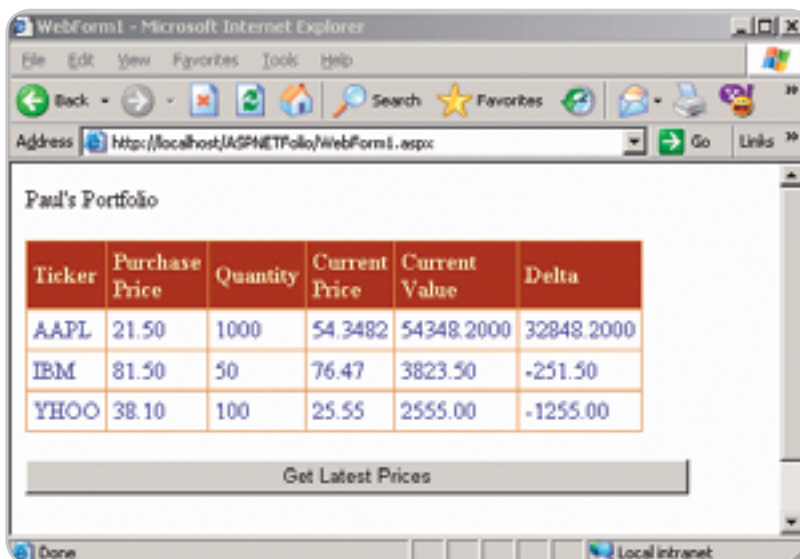 WebForm1 - Microsoft Internet Explorer
File Edit View Favorites Tools Help
Back Search Favorites
Address http://localhost/ASPNETFolio/WebForm1.aspx Go Links
Paul's Portfolio
Ticker Purchase Price Quantity Current Price Current Value Delta
AAPL 21.50 1000 54.3482 54348.2000 32848.2000
IBM 81.50 50 76.47 3823.50 -251.50
YHOO 38.10 100 25.55 2555.00 -1255.00
Get Latest Prices
Done Local intranet